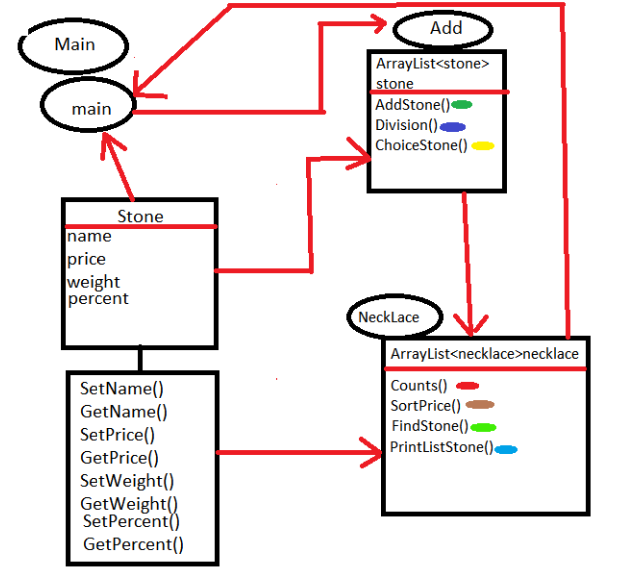 Main
main
Add
ArrayList<stone>
stone
AddStone()
Division()
ChoiceStone()
Stone
name
price
weight
percent
SetName()
GetName()
SetPrice()
GetPrice()
SetWeight()
GetWeight()
SetPercent()
GetPercent()
NeckLace
ArrayList<necklace>necklace
Counts()
SortPrice()
FindStone()
PrintListStone()